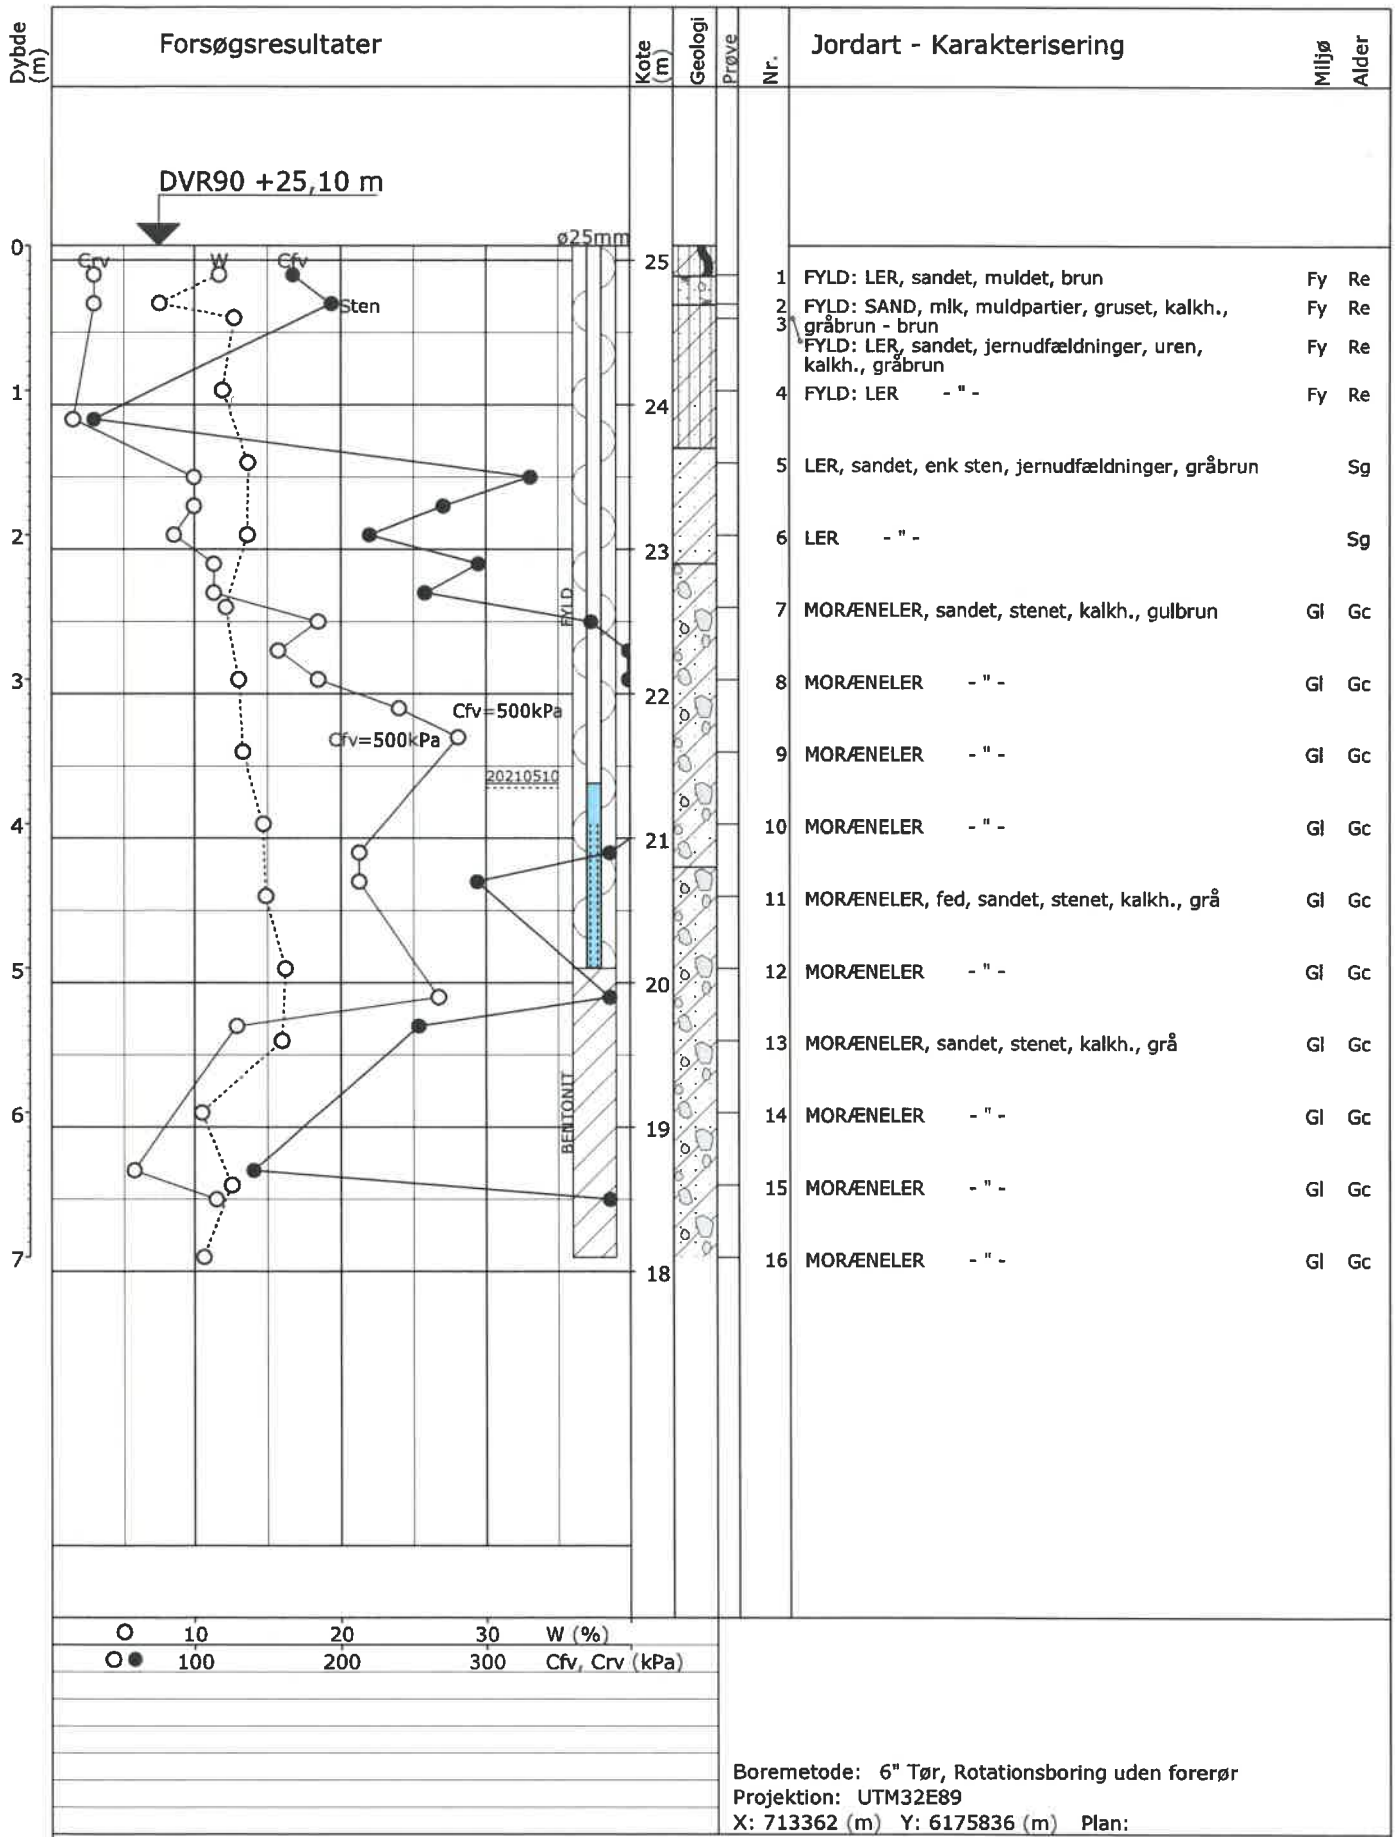 Dybde (m)
Forsøgsresultater
Kote (m)
Geologi
Prøve
Nr.
Jordart - Karakterisering
Miljø
Alder
DVR90 +25,10 m
ø25mm
0
Crv W Cfv
25
1 FYLD: LER, sandet, muldet, brun Fy Re
Sten
2 FYLD: SAND, mlk, muldpartier, gruset, kalkh., Fy Re
3 gråbrun - brun
FYLD: LER, sandet, jernudfældninger, uren, Fy Re
kalkh., gråbrun
1
24
4 FYLD: LER - " - Fy Re
5 LER, sandet, enk sten, jernudfældninger, gråbrun Sg
2
23
6 LER - " - Sg
FYLD
7 MORÆNELER, sandet, stenet, kalkh., gulbrun Gl Gc
3
22
8 MORÆNELER - " - Gl Gc
Cfv=500kPa
Cfv=500kPa
9 MORÆNELER - " - Gl Gc
20210510
4
21
10 MORÆNELER - " - Gl Gc
11 MORÆNELER, fed, sandet, stenet, kalkh., grå Gl Gc
5
20
12 MORÆNELER - " - Gl Gc
13 MORÆNELER, sandet, stenet, kalkh., grå Gl Gc
BENTONIT
6
19
14 MORÆNELER - " - Gl Gc
15 MORÆNELER - " - Gl Gc
7
18
16 MORÆNELER - " - Gl Gc
10 20 30 W (%)
100 200 300 Cfv, Crv (kPa)
Boremetode: 6" Tør, Rotationsboring uden forerør
Projektion: UTM32E89
X: 713362 (m) Y: 6175836 (m) Plan: